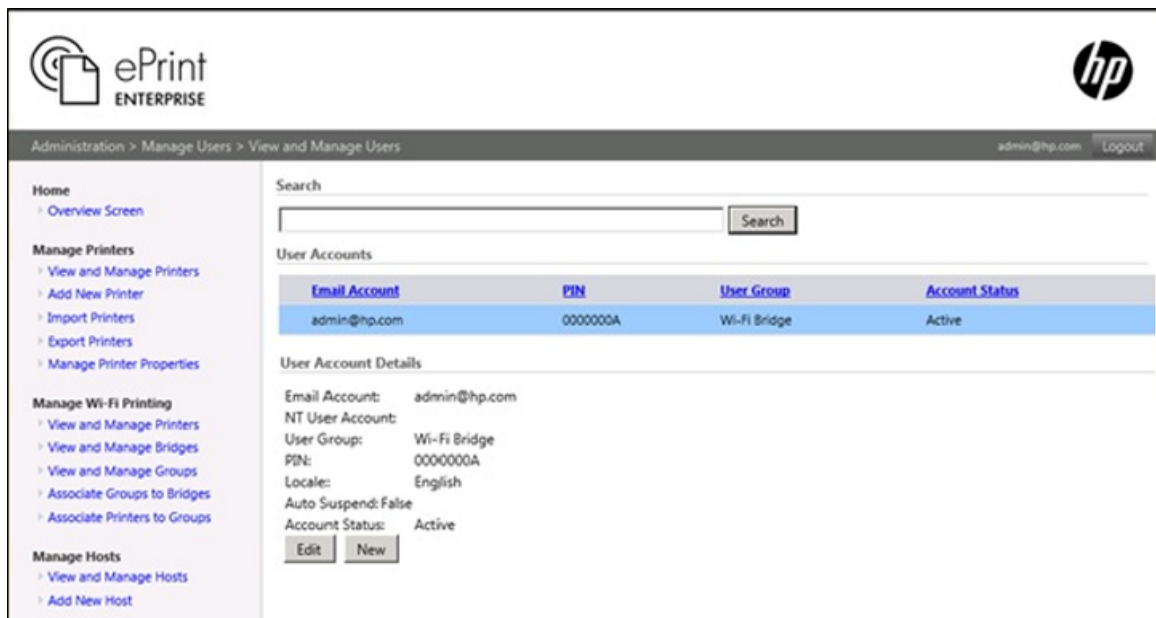 ePrint
ENTERPRISE
hp
Administration > Manage Users > View and Manage Users
admin@hp.com Logout
Home
Overview Screen
Manage Printers
View and Manage Printers
Add New Printer
Import Printers
Export Printers
Manage Printer Properties
Manage Wi-Fi Printing
View and Manage Printers
View and Manage Bridges
View and Manage Groups
Associate Groups to Bridges
Associate Printers to Groups
Manage Hosts
View and Manage Hosts
Add New Host
Search
Search
User Accounts
Email Account PIN User Group Account Status
admin@hp.com 0000000A Wi-Fi Bridge Active
User Account Details
Email Account: admin@hp.com
NT User Account:
User Group: Wi-Fi Bridge
PIN: 0000000A
Locale: English
Auto Suspend: False
Account Status: Active
Edit New